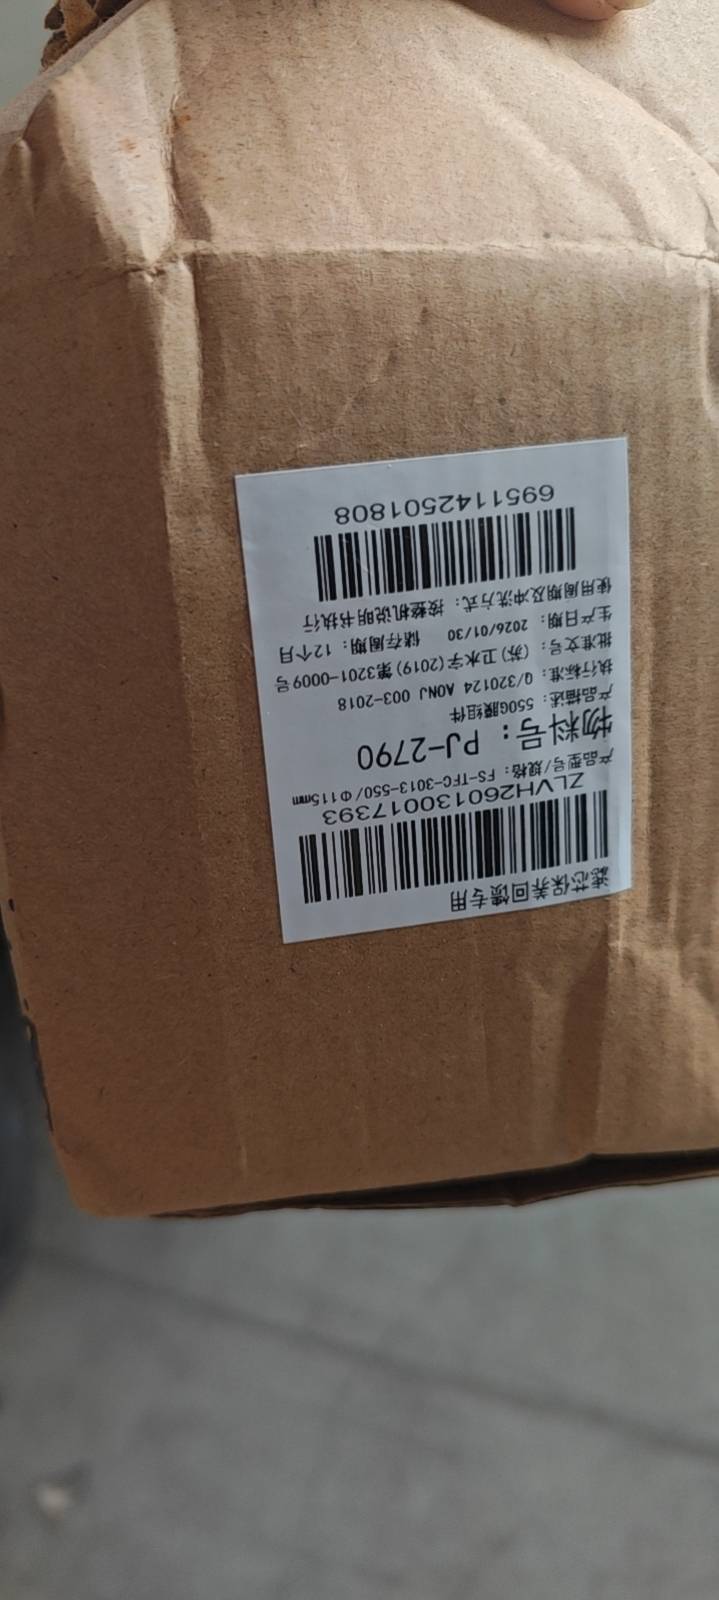 滤芯保养回馈专用
ZLVH260130017393
产品型号/规格: FS-TFC-3013-550/Φ115mm
物料号: PJ-2790
产品描述: 550G膜组件
执行标准: Q/320124 AONJ 003-2018
批准文号: (苏)卫水字(2019)第3201-0009号
生产日期: 2026/01/30 储存周期: 12个月
使用周期及冲洗方式: 按整机说明书执行
6951142501808